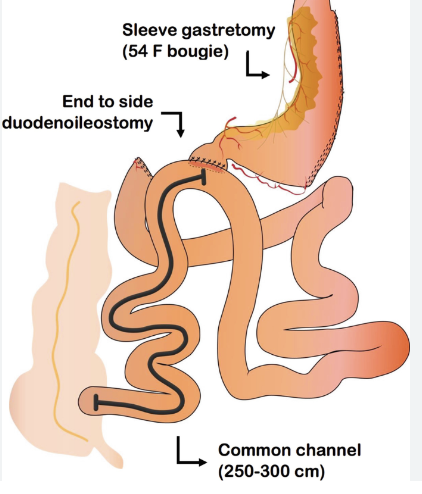 Sleeve gastretomy
(54 F bougie)
End to side
duodenoileostomy
Common channel
(250-300 cm)